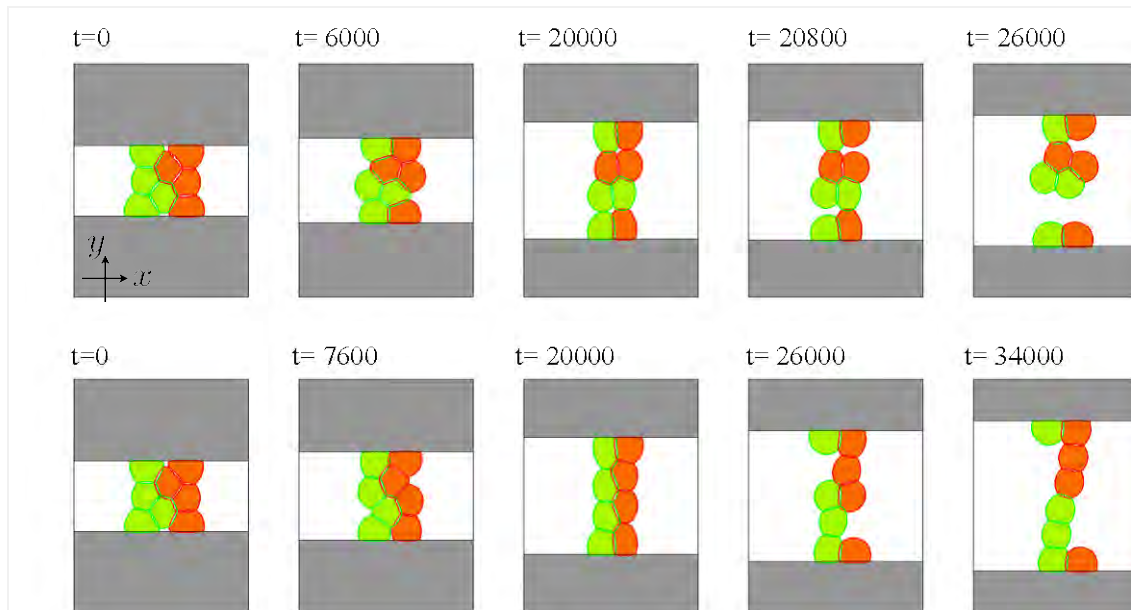 t=0
t= 6000
t= 20000
t= 20800
t= 26000
y
x
t=0
t= 7600
t= 20000
t= 26000
t= 34000